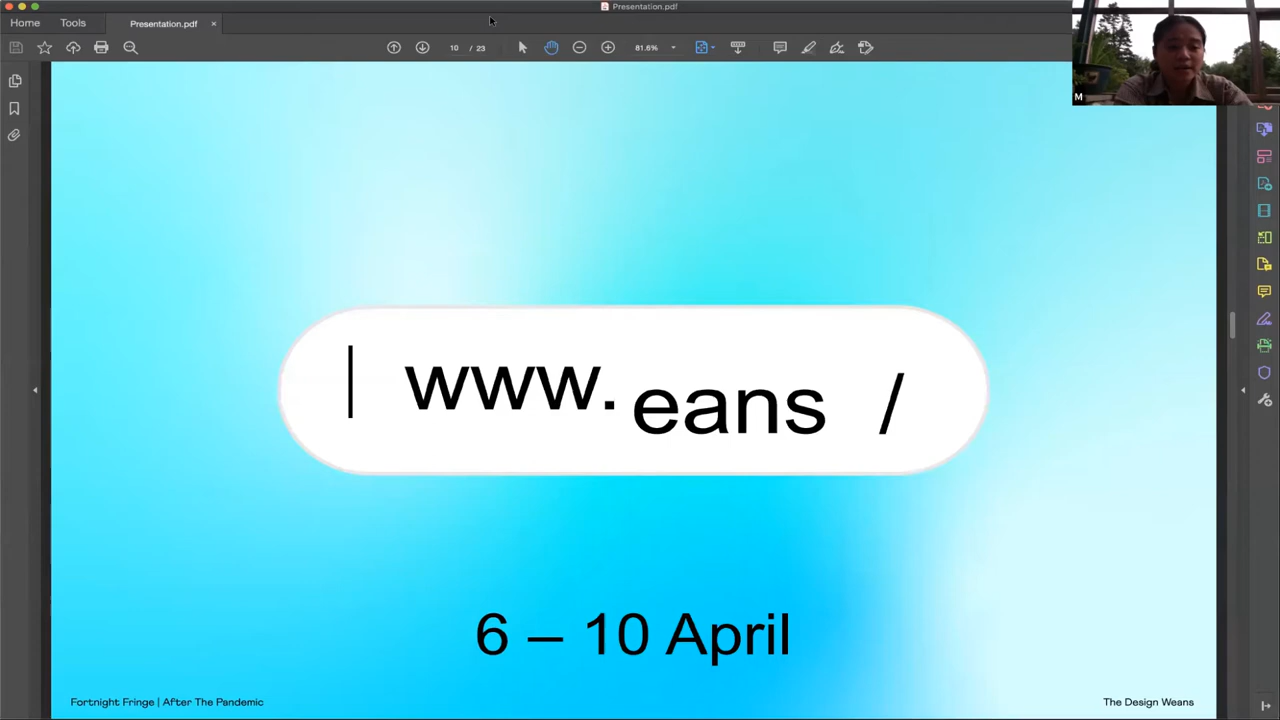 Presentation.pdf
Home Tools Presentation.pdf ×
10 / 23 81.6%
M
www.eans /
6 – 10 April
Fortnight Fringe | After The Pandemic
The Design Weans